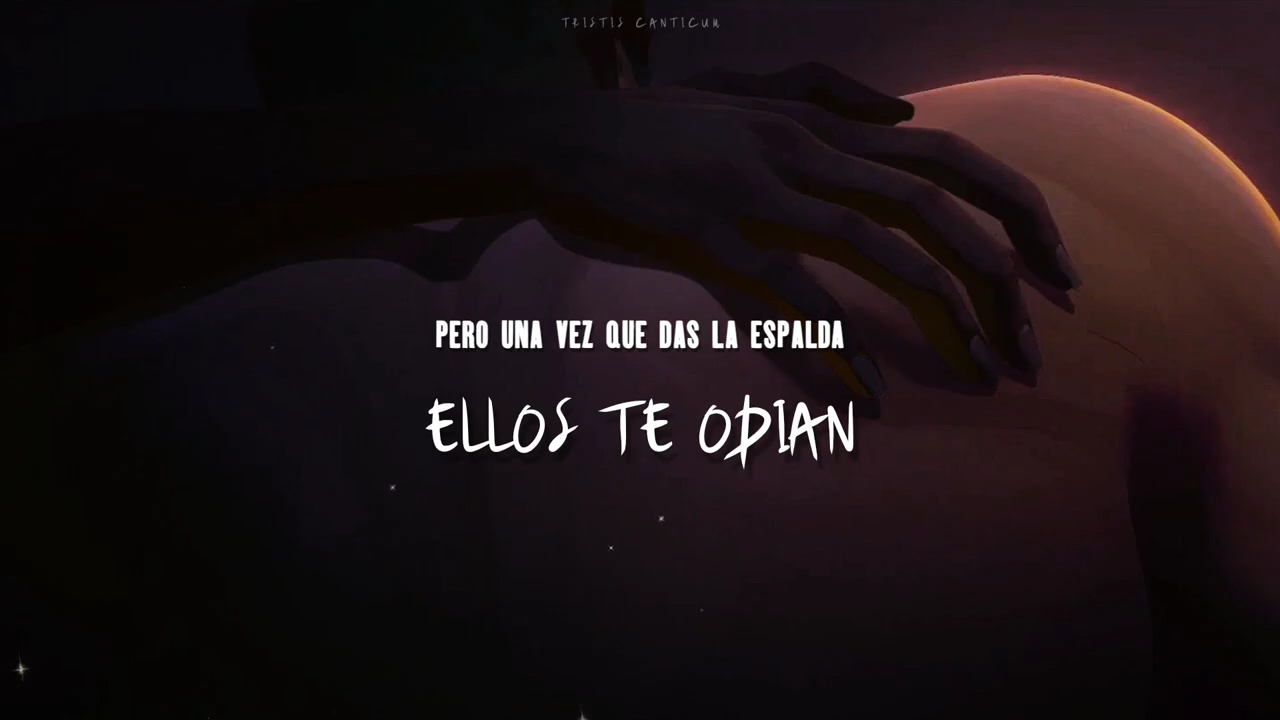 TRISTIS CANTICUM
PERO UNA VEZ QUE DAS LA ESPALDA
ELLOS TE ODIAN